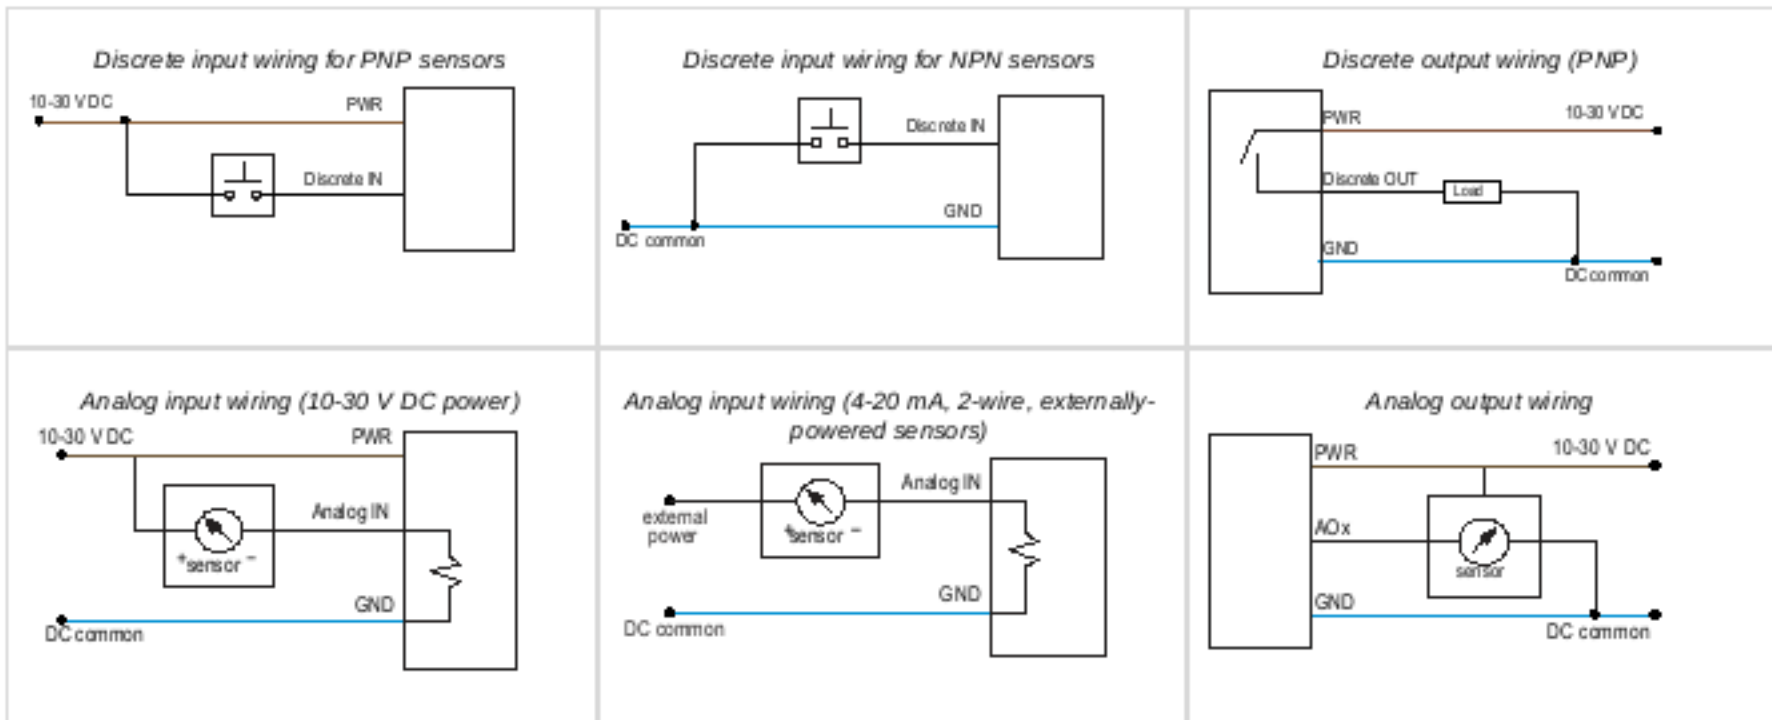 Discrete input wiring for PNP sensors
10-30 VDC
PWR
Discrete IN
Discrete input wiring for NPN sensors
Discrete IN
GND
DC common
Discrete output wiring (PNP)
PWR
10-30 VDC
Discrete OUT
Load
GND
DC common
Analog input wiring (10-30 V DC power)
10-30 V DC
PWR
Analog IN
+sensor −
GND
DC common
Analog input wiring (4-20 mA, 2-wire, externally-
powered sensors)
Analog IN
external
power
+sensor −
GND
DC common
Analog output wiring
PWR
10-30 V DC
AOx
sensor
GND
DC common